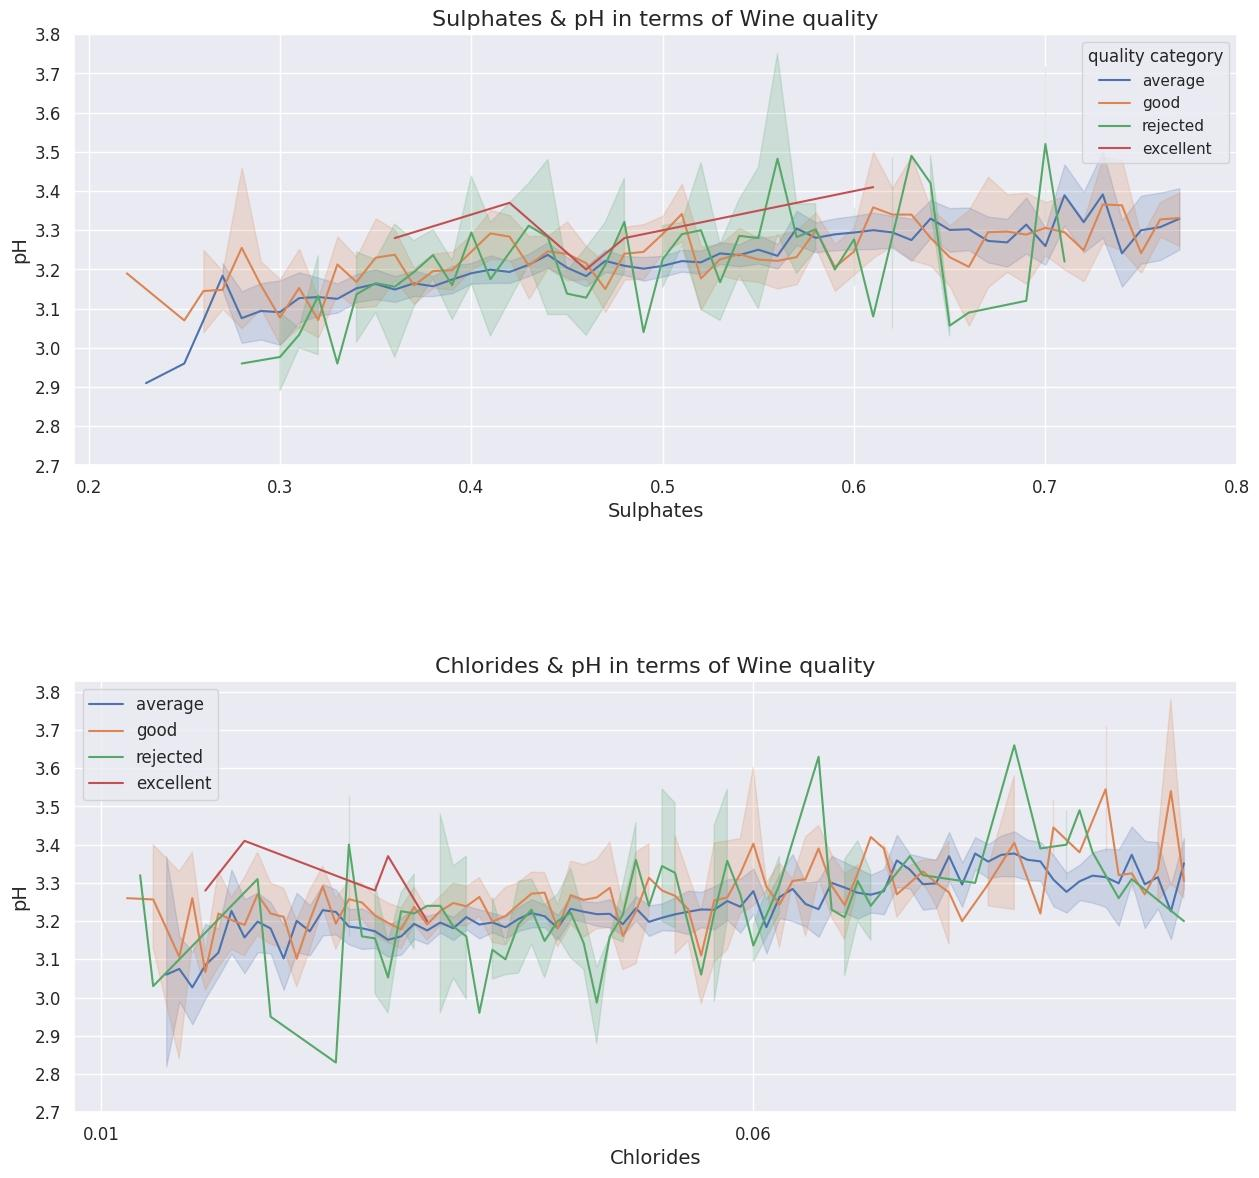 Sulphates & pH in terms of Wine quality
3.8
3.7
3.6
3.5
3.4
3.3
3.2
3.1
3.0
2.9
2.8
2.7
pH
quality category
average
good
rejected
excellent
0.2 0.3 0.4 0.5 0.6 0.7 0.8
Sulphates
Chlorides & pH in terms of Wine quality
3.8
3.7
3.6
3.5
3.4
3.3
3.2
3.1
3.0
2.9
2.8
2.7
pH
average
good
rejected
excellent
0.01 0.06
Chlorides